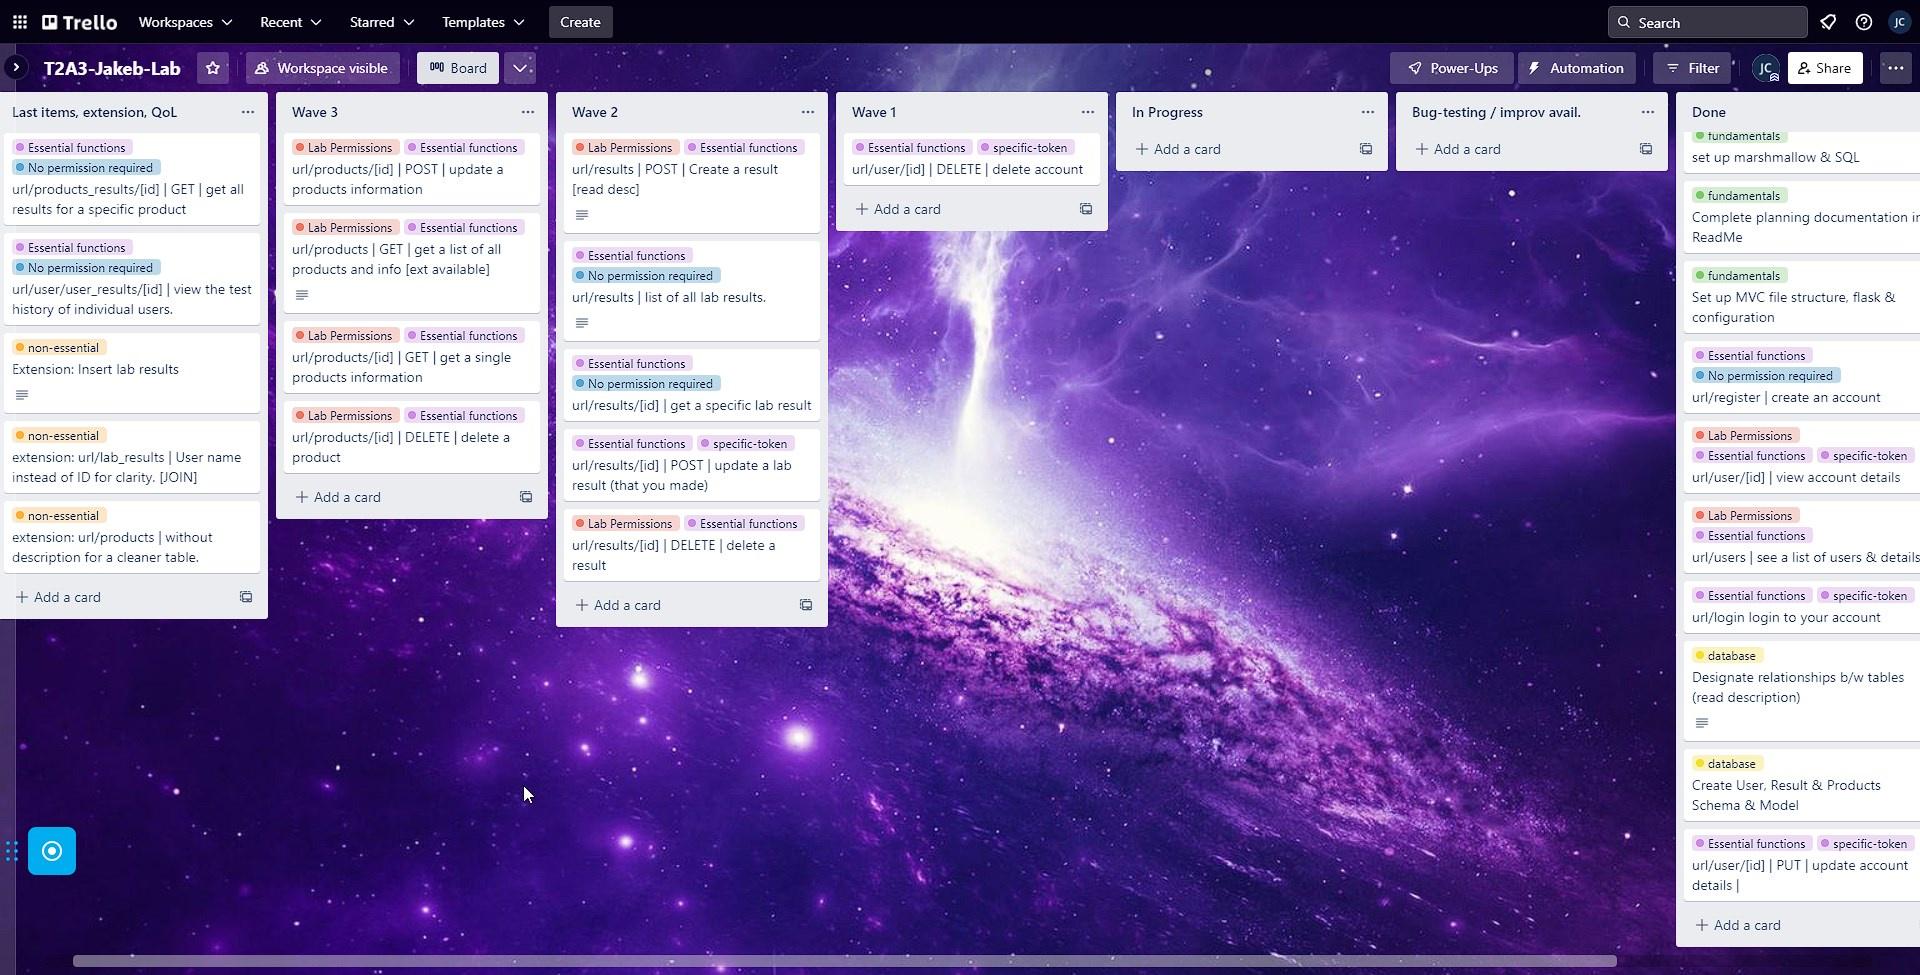 Trello
Workspaces
Recent
Starred
Templates
Create
Search
JC
T2A3-Jakeb-Lab
Workspace visible
Board
Power-Ups
Automation
Filter
JC
Share
Last items, extension, QoL
Essential functions
No permission required
url/products_results/[id] | GET | get all
results for a specific product
Essential functions
No permission required
url/user/user_results/[id] | view the test
history of individual users.
non-essential
Extension: Insert lab results
non-essential
extension: url/lab_results | User name
instead of ID for clarity. [JOIN]
non-essential
extension: url/products | without
description for a cleaner table.
+ Add a card
Wave 3
Lab Permissions Essential functions
url/products/[id] | POST | update a
products information
Lab Permissions Essential functions
url/products | GET | get a list of all
products and info [ext available]
Lab Permissions Essential functions
url/products/[id] | GET | get a single
products information
Lab Permissions Essential functions
url/products/[id] | DELETE | delete a
product
+ Add a card
Wave 2
Lab Permissions Essential functions
url/results | POST | Create a result
[read desc]
Essential functions
No permission required
url/results | list of all lab results.
Essential functions
No permission required
url/results/[id] | get a specific lab result
Essential functions specific-token
url/results/[id] | POST | update a lab
result (that you made)
Lab Permissions Essential functions
url/results/[id] | DELETE | delete a
result
+ Add a card
Wave 1
Essential functions specific-token
url/user/[id] | DELETE | delete account
+ Add a card
In Progress
+ Add a card
Bug-testing / improv avail.
+ Add a card
Done
fundamentals
set up marshmallow & SQL
fundamentals
Complete planning documentation in
ReadMe
fundamentals
Set up MVC file structure, flask &
configuration
Essential functions
No permission required
url/register | create an account
Lab Permissions
Essential functions specific-token
url/user/[id] | view account details
Lab Permissions
Essential functions
url/users | see a list of users & details
Essential functions specific-token
url/login login to your account
database
Designate relationships b/w tables
(read description)
database
Create User, Result & Products
Schema & Model
Essential functions specific-token
url/user/[id] | PUT | update account
details |
+ Add a card